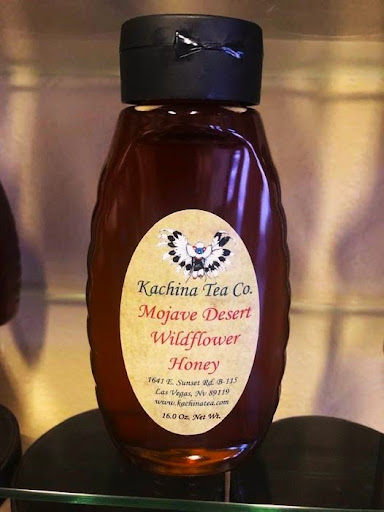 Kachina Tea Co.
Mojave Desert
Wildflower
Honey
1641 E. Sunset Rd. B-115
Las Vegas, Nv 89119
www.kachinatea.com
16.0 Oz. Net Wt.